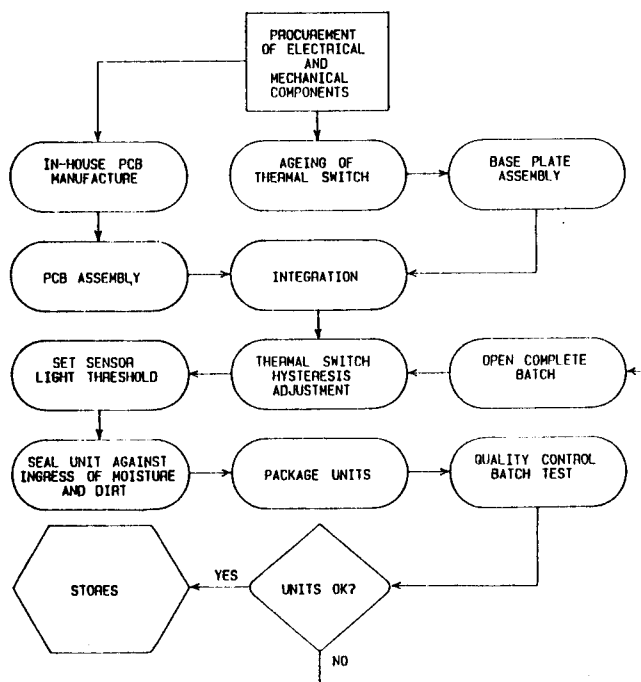 PROCUREMENT
OF ELECTRICAL
AND
MECHANICAL
COMPONENTS
IN-HOUSE PCB
MANUFACTURE
AGEING OF
THERMAL SWITCH
BASE PLATE
ASSEMBLY
PCB ASSEMBLY
INTEGRATION
SET SENSOR
LIGHT THRESHOLD
THERMAL SWITCH
HYSTERESIS
ADJUSTMENT
OPEN COMPLETE
BATCH
SEAL UNIT AGAINST
INGRESS OF MOISTURE
AND DIRT
PACKAGE UNITS
QUALITY CONTROL
BATCH TEST
STORES
YES
UNITS OK?
NO